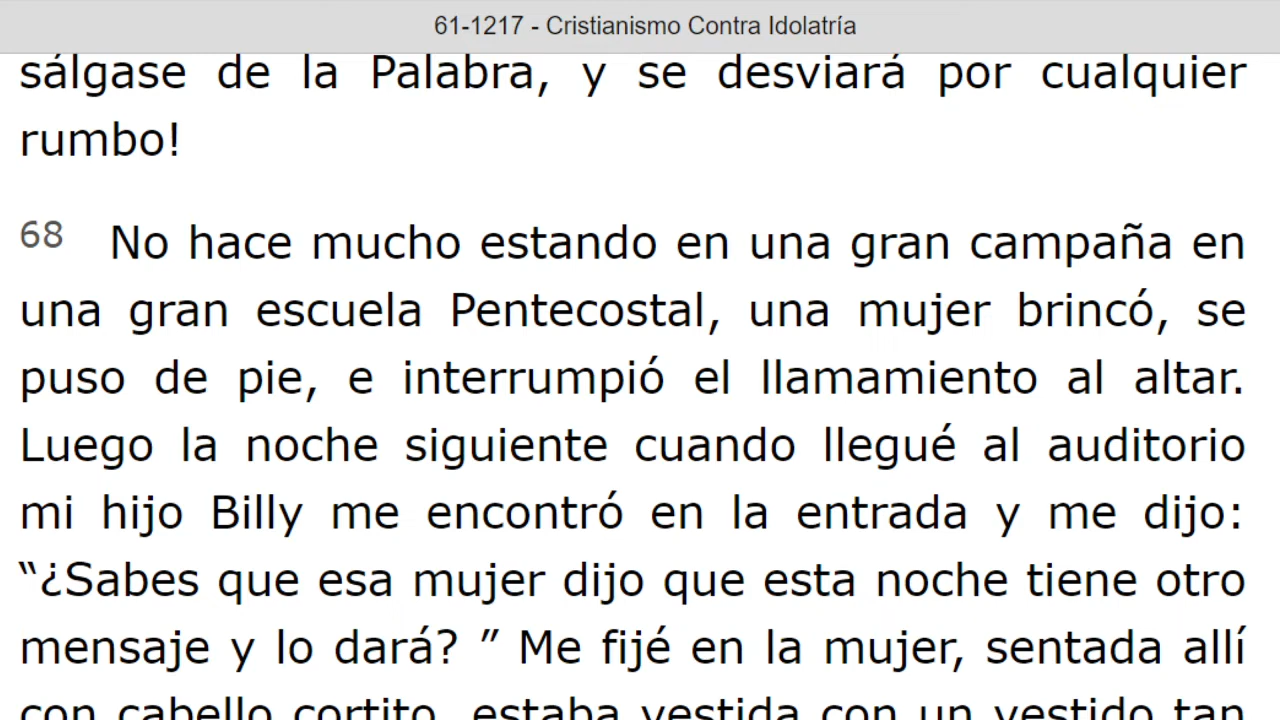 61-1217 - Cristianismo Contra Idolatría
sálgase de la Palabra, y se desviará por cualquier
rumbo!
68 No hace mucho estando en una gran campaña en
una gran escuela Pentecostal, una mujer brincó, se
puso de pie, e interrumpió el llamamiento al altar.
Luego la noche siguiente cuando llegué al auditorio
mi hijo Billy me encontró en la entrada y me dijo:
“¿Sabes que esa mujer dijo que esta noche tiene otro
mensaje y lo dará? ” Me fijé en la mujer, sentada allí
con cabello cortito, estaba vestida con un vestido tan